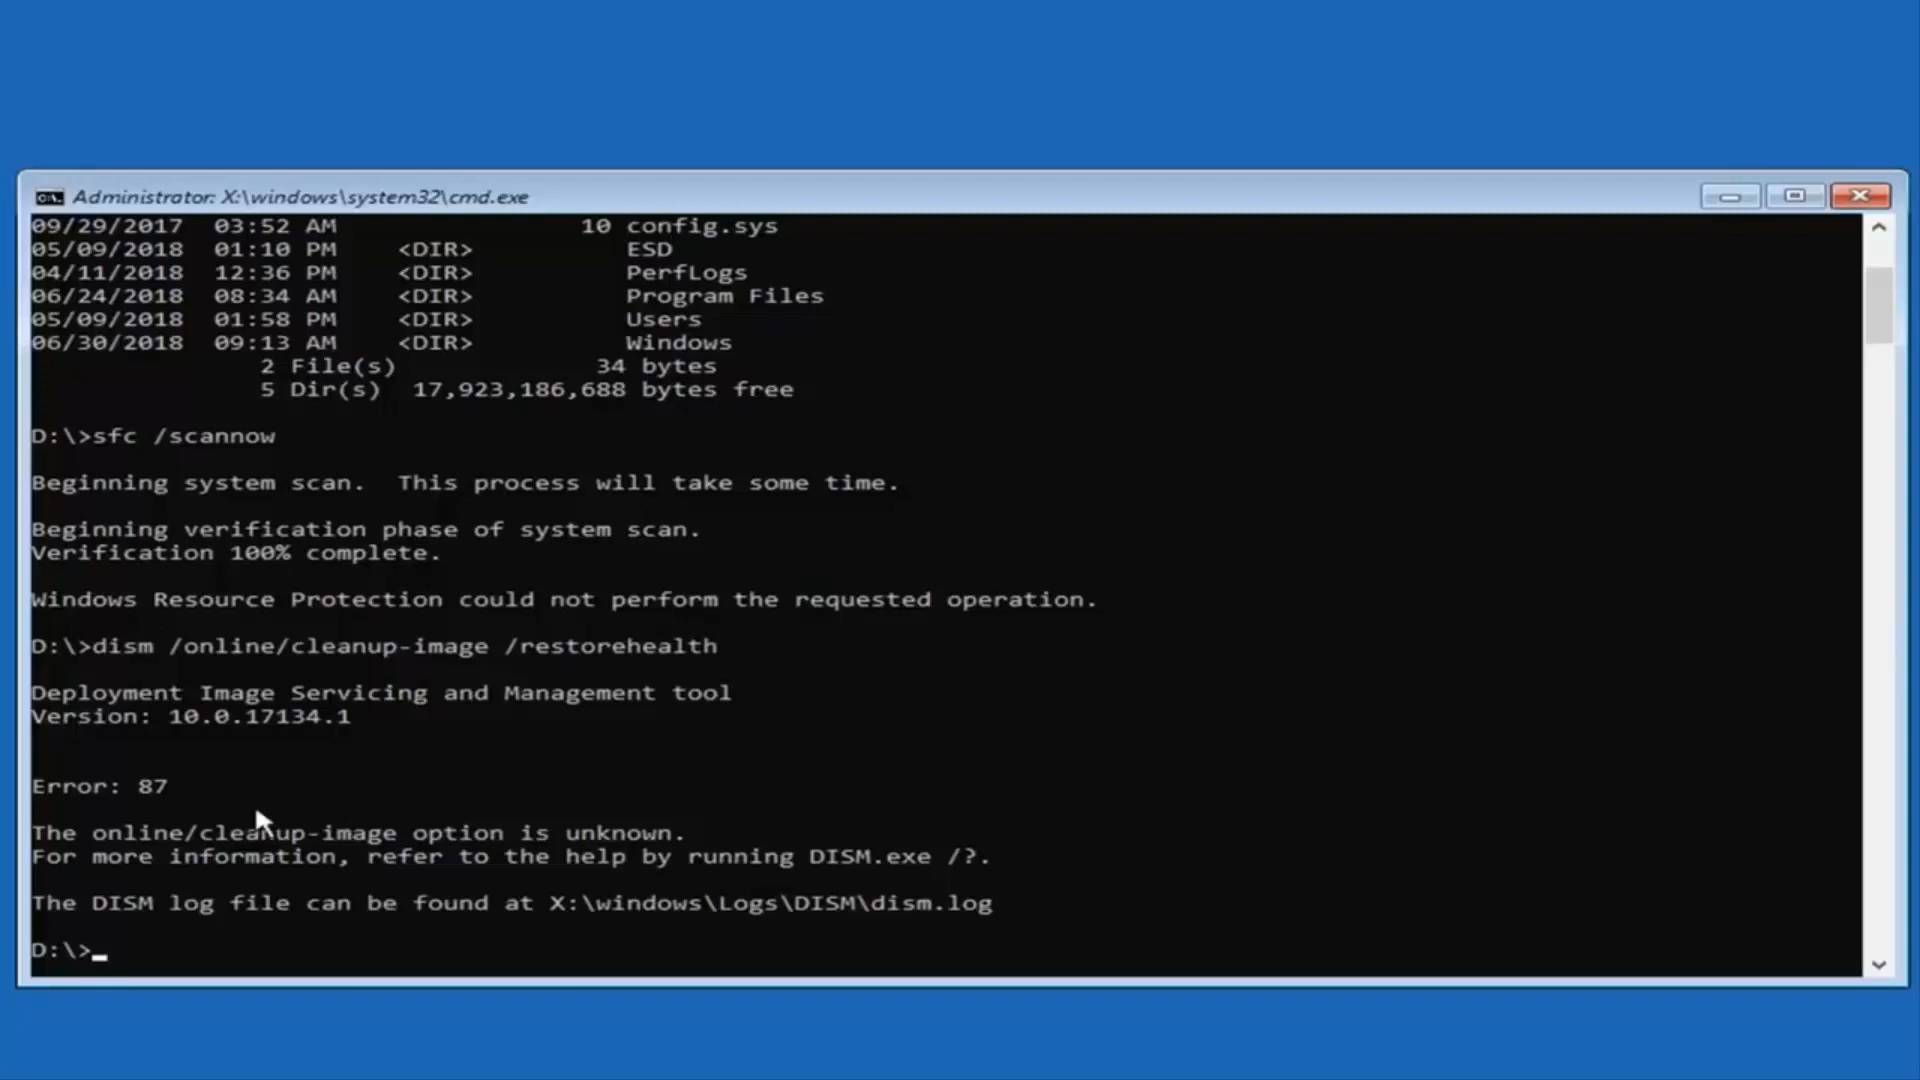 Administrator: X:\windows\system32\cmd.exe
09/29/2017  03:52 AM                10 config.sys
05/09/2018  01:10 PM    <DIR>          ESD
04/11/2018  12:36 PM    <DIR>          PerfLogs
06/24/2018  08:34 AM    <DIR>          Program Files
05/09/2018  01:58 PM    <DIR>          Users
06/30/2018  09:13 AM    <DIR>          Windows
               2 File(s)             34 bytes
               5 Dir(s)  17,923,186,688 bytes free
D:\>sfc /scannow
Beginning system scan.  This process will take some time.
Beginning verification phase of system scan.
Verification 100% complete.
Windows Resource Protection could not perform the requested operation.
D:\>dism /online/cleanup-image /restorehealth
Deployment Image Servicing and Management tool
Version: 10.0.17134.1
Error: 87
The online/cleanup-image option is unknown.
For more information, refer to the help by running DISM.exe /?.
The DISM log file can be found at X:\windows\Logs\DISM\dism.log
D:\>